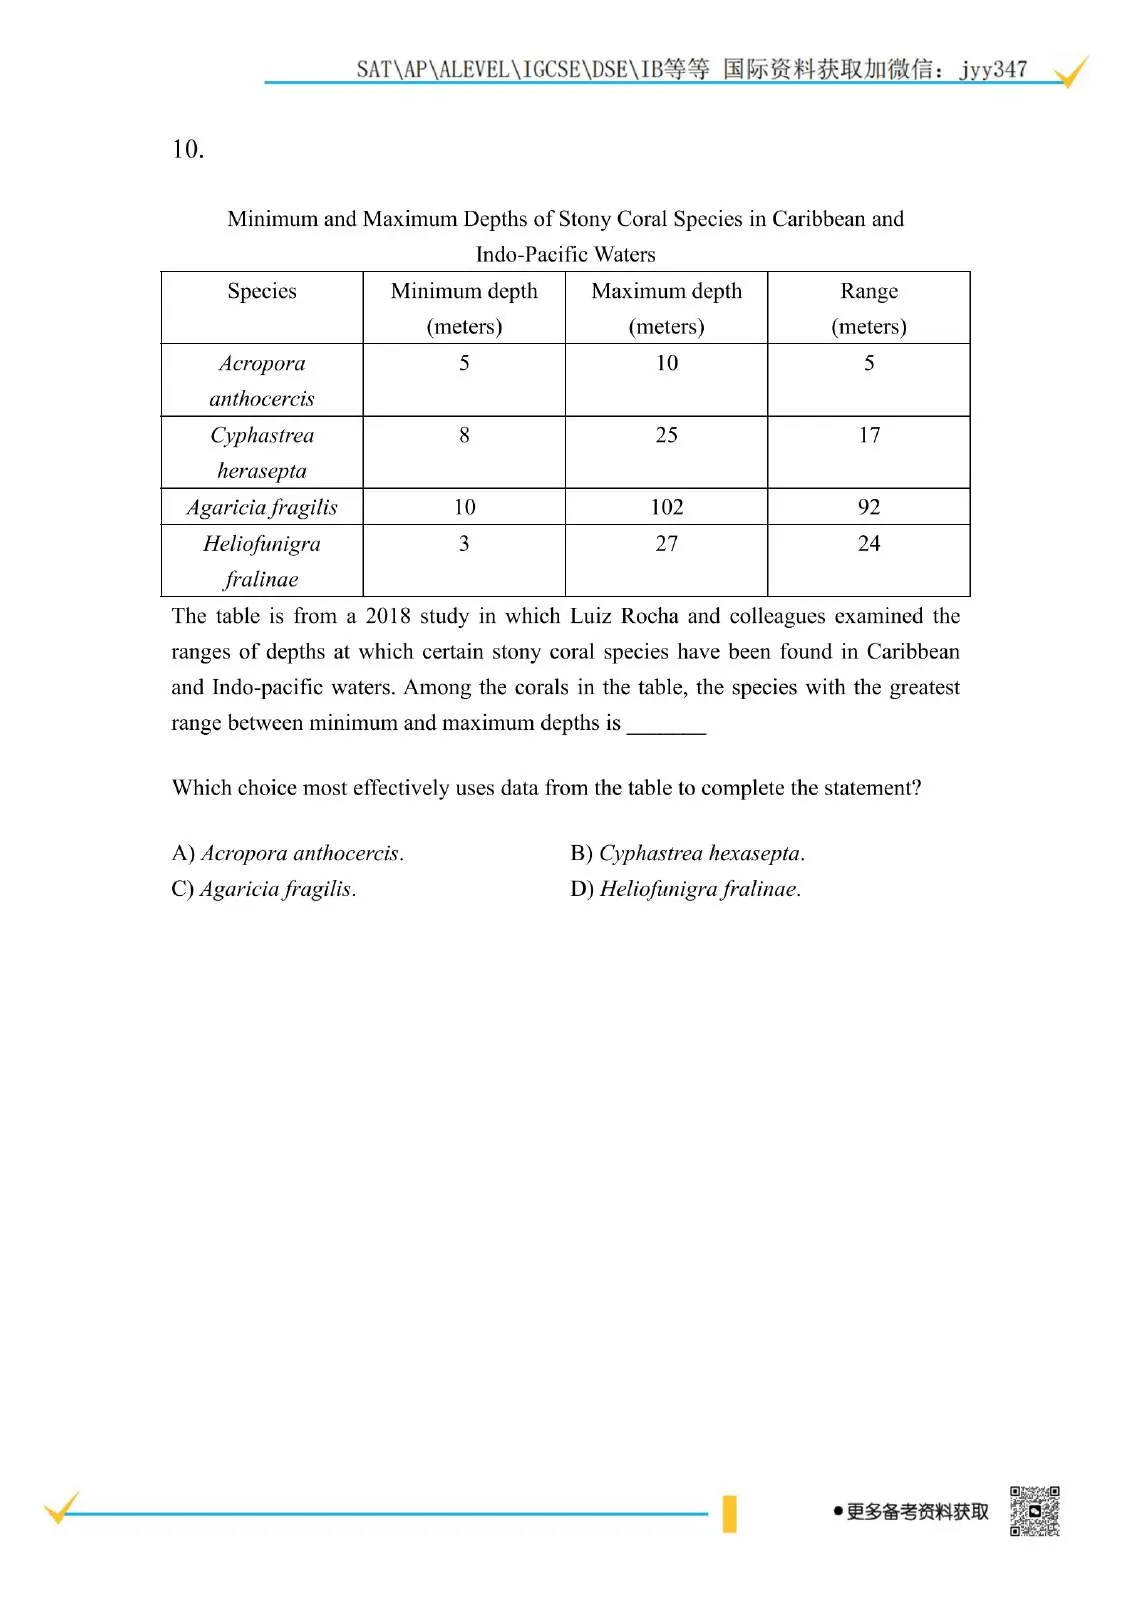 SAT\AP\ALEVEL\IGCSE\DSE\IB等等 国际资料获取加微信：jyy347
10.
Minimum and Maximum Depths of Stony Coral Species in Caribbean and
Indo-Pacific Waters
Species Minimum depth (meters) Maximum depth (meters) Range (meters)
Acropora anthocercis 5 10 5
Cyphastrea herasepta 8 25 17
Agaricia fragilis 10 102 92
Heliofunigra fralinae 3 27 24
The table is from a 2018 study in which Luiz Rocha and colleagues examined the
ranges of depths at which certain stony coral species have been found in Caribbean
and Indo-pacific waters. Among the corals in the table, the species with the greatest
range between minimum and maximum depths is _______
Which choice most effectively uses data from the table to complete the statement?
A) Acropora anthocercis. B) Cyphastrea hexasepta.
C) Agaricia fragilis. D) Heliofunigra fralinae.
●更多备考资料获取